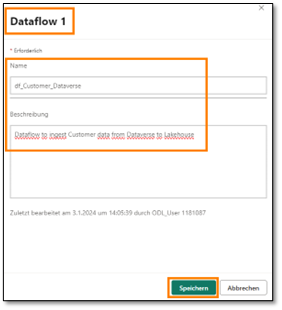 Dataflow 1
* Erforderlich
Name
df_Customer_Dataverse
Beschreibung
Dataflow to ingest Customer data from Dataverse to Lakehouse
Zuletzt bearbeitet am 3.1.2024 um 14:05:39 durch GDL_User 1181087
Speichern Abbrechen